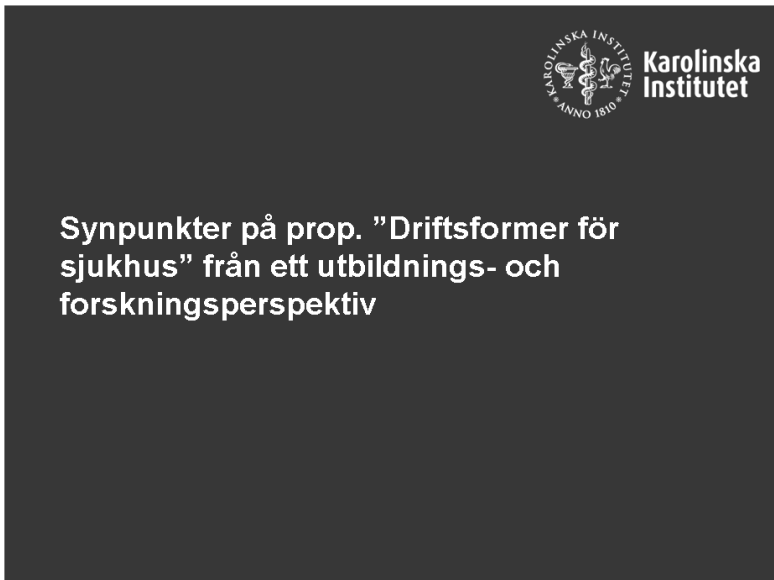 KAROLINSKA INSTITUTET
ANNO 1810
Karolinska
Institutet
Synpunkter på prop. ”Driftsformer för
sjukhus” från ett utbildnings- och
forskningsperspektiv